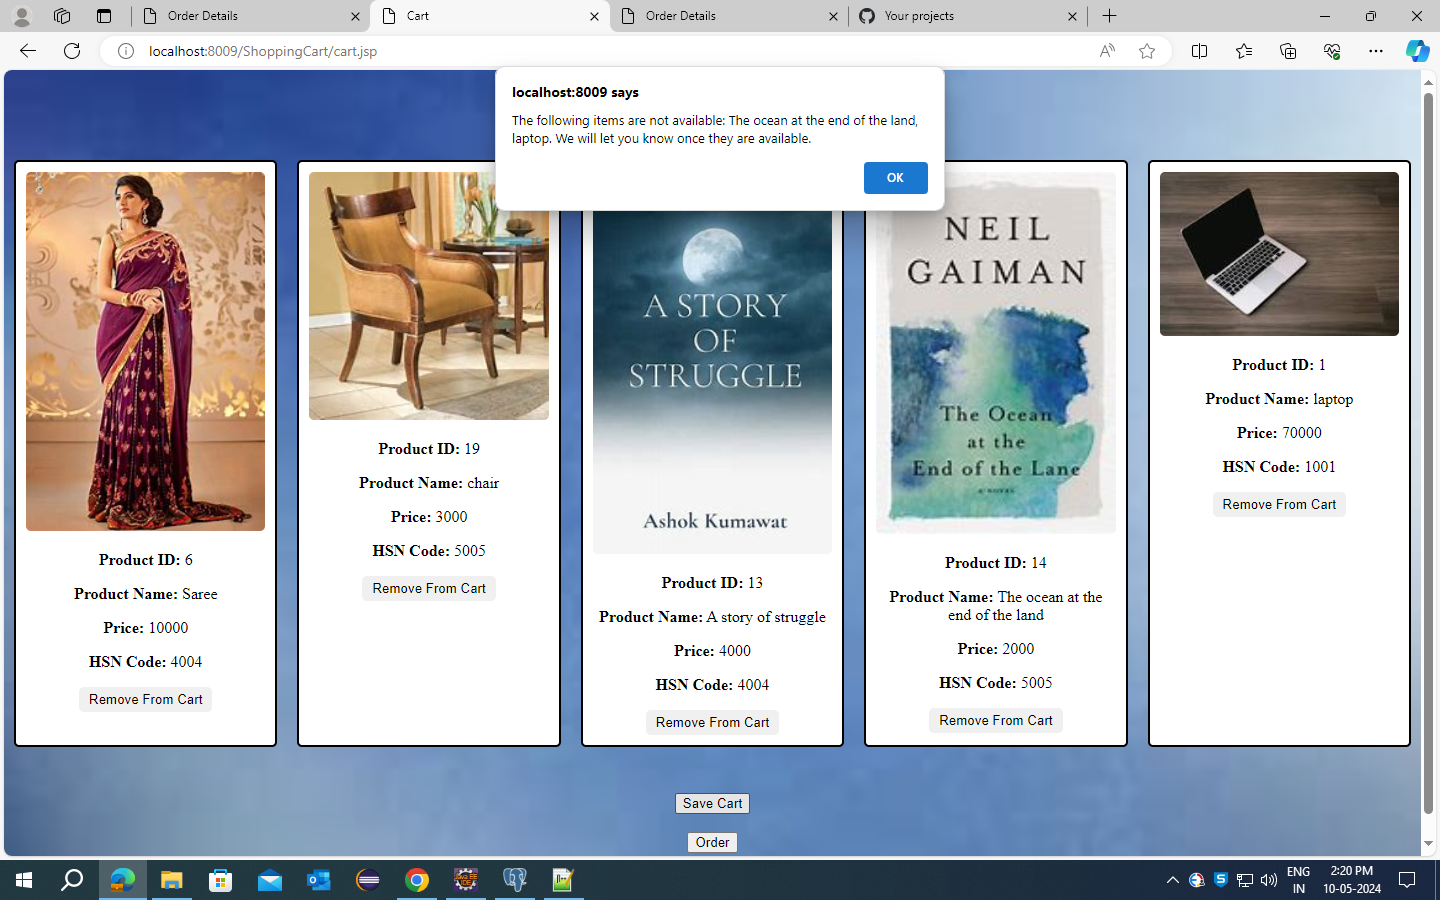 Order Details
Cart
Order Details
Your projects
localhost:8009/ShoppingCart/cart.jsp
localhost:8009 says
The following items are not available: The ocean at the end of the land,
laptop. We will let you know once they are available.
OK
Product ID: 6
Product Name: Saree
Price: 10000
HSN Code: 4004
Remove From Cart
Product ID: 19
Product Name: chair
Price: 3000
HSN Code: 5005
Remove From Cart
A STORY
OF
STRUGGLE
Ashok Kumawat
Product ID: 13
Product Name: A story of struggle
Price: 4000
HSN Code: 4004
Remove From Cart
NEIL
GAIMAN
The Ocean
at the
End of the Lane
A NOVEL
Product ID: 14
Product Name: The ocean at the
end of the land
Price: 2000
HSN Code: 5005
Remove From Cart
Product ID: 1
Product Name: laptop
Price: 70000
HSN Code: 1001
Remove From Cart
Save Cart
Order
ENG
IN
2:20 PM
10-05-2024